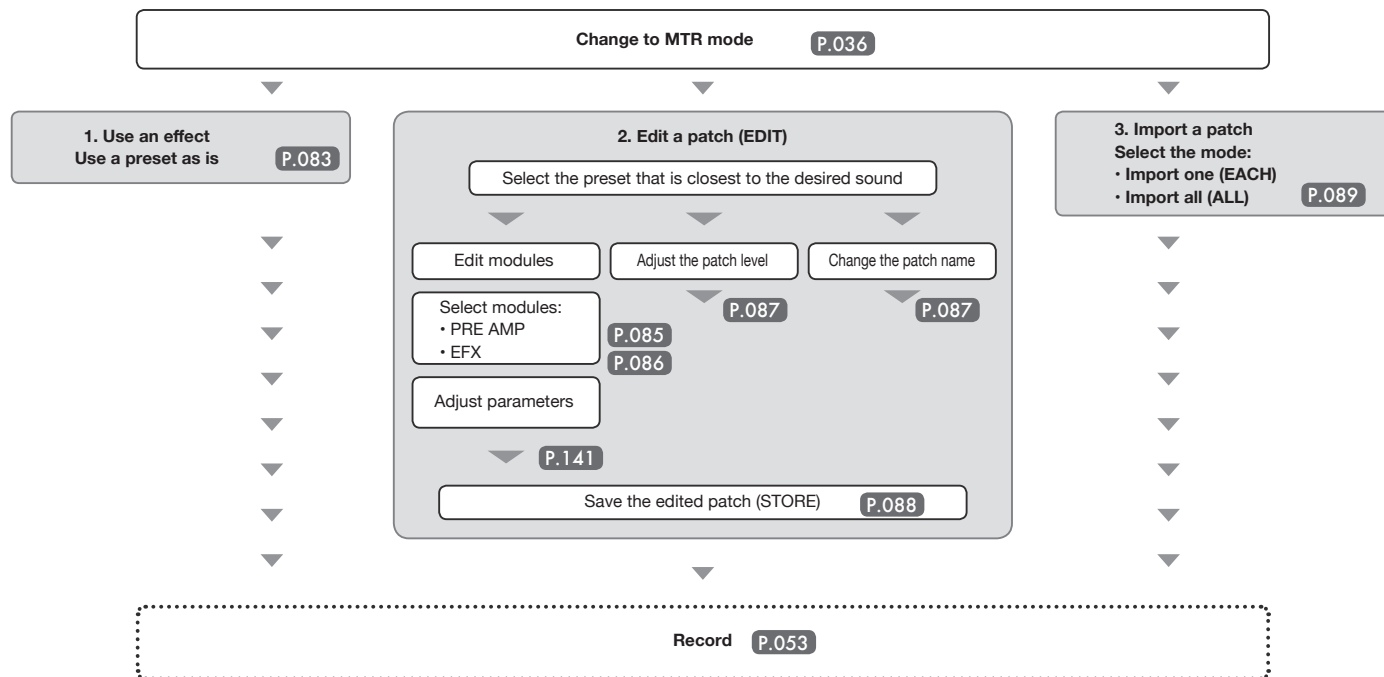 Change to MTR mode P.036
1. Use an effect
Use a preset as is P.083
2. Edit a patch (EDIT)
Select the preset that is closest to the desired sound
Edit modules
Adjust the patch level
Change the patch name
Select modules:
・PRE AMP
・EFX
P.085
P.086
P.087
P.087
Adjust parameters
P.141
Save the edited patch (STORE) P.088
3. Import a patch
Select the mode:
・Import one (EACH)
・Import all (ALL) P.089
Record P.053